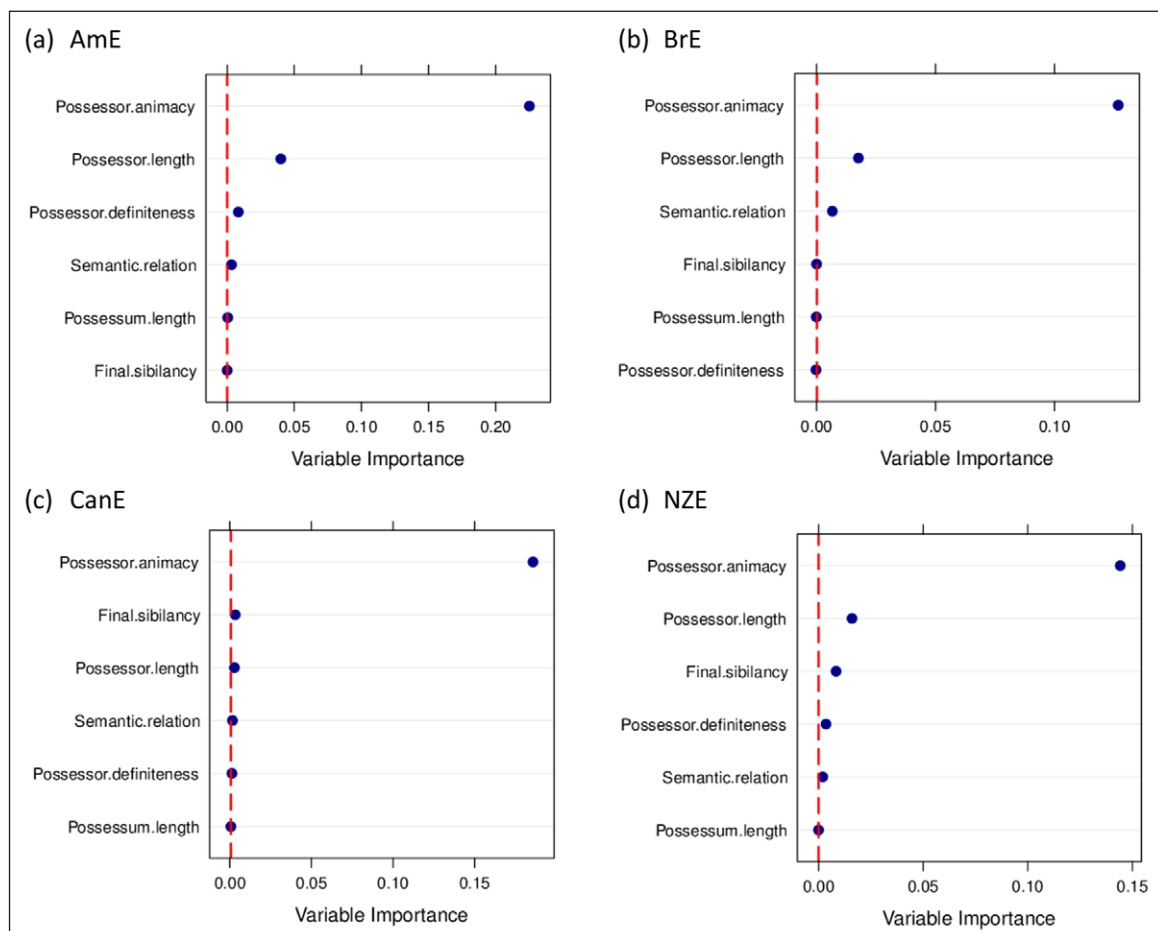 (a) AmE
Possessor.animacy
Possessor.length
Possessor.definiteness
Semantic.relation
Possessum.length
Final.sibilancy
0.00 0.05 0.10 0.15 0.20
Variable Importance
(b) BrE
Possessor.animacy
Possessor.length
Semantic.relation
Final.sibilancy
Possessum.length
Possessor.definiteness
0.00 0.05 0.10
Variable Importance
(c) CanE
Possessor.animacy
Final.sibilancy
Possessor.length
Semantic.relation
Possessor.definiteness
Possessum.length
0.00 0.05 0.10 0.15
Variable Importance
(d) NZE
Possessor.animacy
Possessor.length
Final.sibilancy
Possessor.definiteness
Semantic.relation
Possessum.length
0.00 0.05 0.10 0.15
Variable Importance